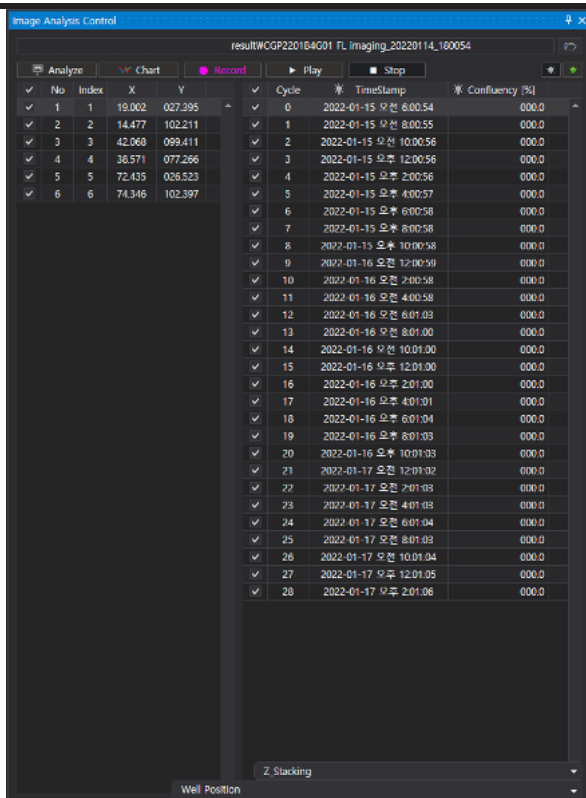 Image Analysis Control
resultWCGP2201B4G01 FL imaging_20220114_180054
Analyze Chart Record Play Stop
No Index X Y
1 1 19.002 027.395
2 2 14.477 102.211
3 3 42.068 099.411
4 4 38.571 077.266
5 5 72.435 026.523
6 6 74.346 102.397
Cycle TimeStamp Confluency [%]
0 2022-01-15 오전 6:00:54 000.0
1 2022-01-15 오전 8:00:55 000.0
2 2022-01-15 오전 10:00:56 000.0
3 2022-01-15 오후 12:00:56 000.0
4 2022-01-15 오후 2:00:56 000.0
5 2022-01-15 오후 4:00:57 000.0
6 2022-01-15 오후 6:00:58 000.0
7 2022-01-15 오후 8:00:58 000.0
8 2022-01-15 오후 10:00:58 000.0
9 2022-01-16 오전 12:00:59 000.0
10 2022-01-16 오전 2:00:58 000.0
11 2022-01-16 오전 4:00:58 000.0
12 2022-01-16 오전 6:01:03 000.0
13 2022-01-16 오전 8:01:00 000.0
14 2022-01-16 오전 10:01:00 000.0
15 2022-01-16 오후 12:01:00 000.0
16 2022-01-16 오후 2:01:00 000.0
17 2022-01-16 오후 4:01:01 000.0
18 2022-01-16 오후 6:01:04 000.0
19 2022-01-16 오후 8:01:03 000.0
20 2022-01-16 오후 10:01:03 000.0
21 2022-01-17 오전 12:01:02 000.0
22 2022-01-17 오전 2:01:03 000.0
23 2022-01-17 오전 4:01:03 000.0
24 2022-01-17 오전 6:01:04 000.0
25 2022-01-17 오전 8:01:03 000.0
26 2022-01-17 오전 10:01:04 000.0
27 2022-01-17 오후 12:01:05 000.0
28 2022-01-17 오후 2:01:06 000.0
Z_Stacking
Well Position